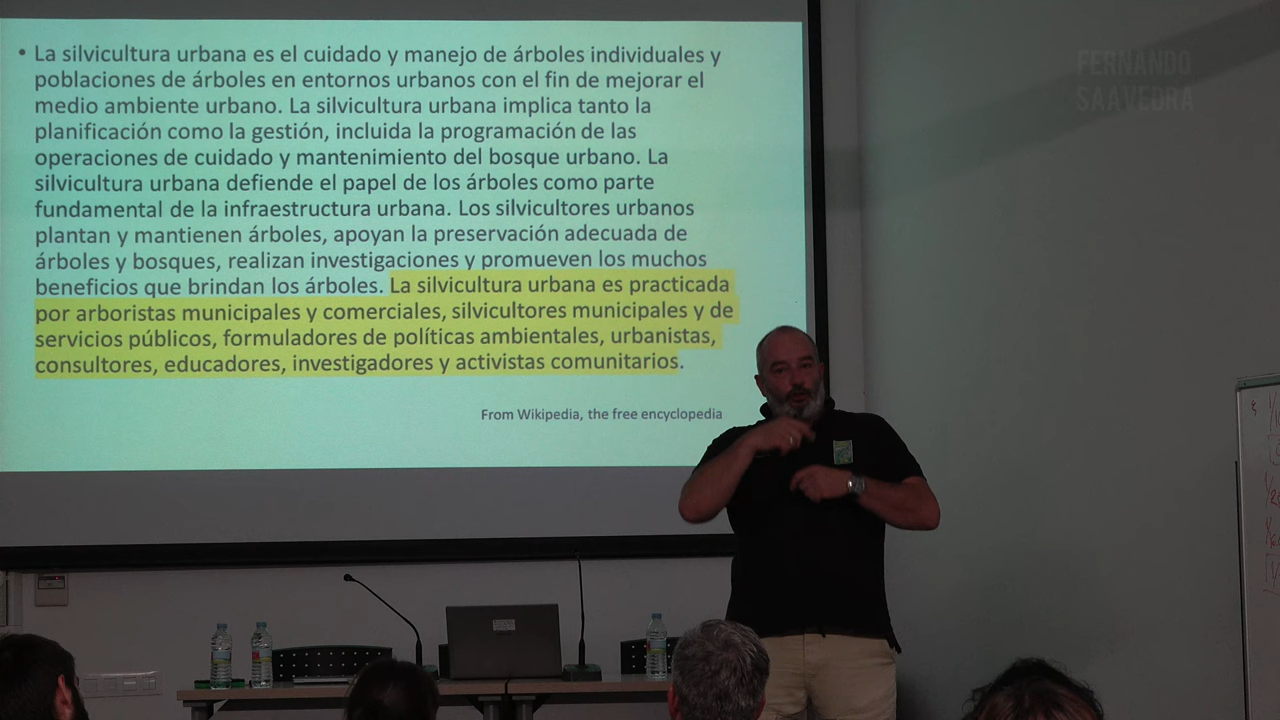 • La silvicultura urbana es el cuidado y manejo de árboles individuales y
poblaciones de árboles en entornos urbanos con el fin de mejorar el
medio ambiente urbano. La silvicultura urbana implica tanto la
planificación como la gestión, incluida la programación de las
operaciones de cuidado y mantenimiento del bosque urbano. La
silvicultura urbana defiende el papel de los árboles como parte
fundamental de la infraestructura urbana. Los silvicultores urbanos
plantan y mantienen árboles, apoyan la preservación adecuada de
árboles y bosques, realizan investigaciones y promueven los muchos
beneficios que brindan los árboles. La silvicultura urbana es practicada
por arboristas municipales y comerciales, silvicultores municipales y de
servicios públicos, formuladores de políticas ambientales, urbanistas,
consultores, educadores, investigadores y activistas comunitarios.
From Wikipedia, the free encyclopedia
FERNANDO
SAAVEDRA